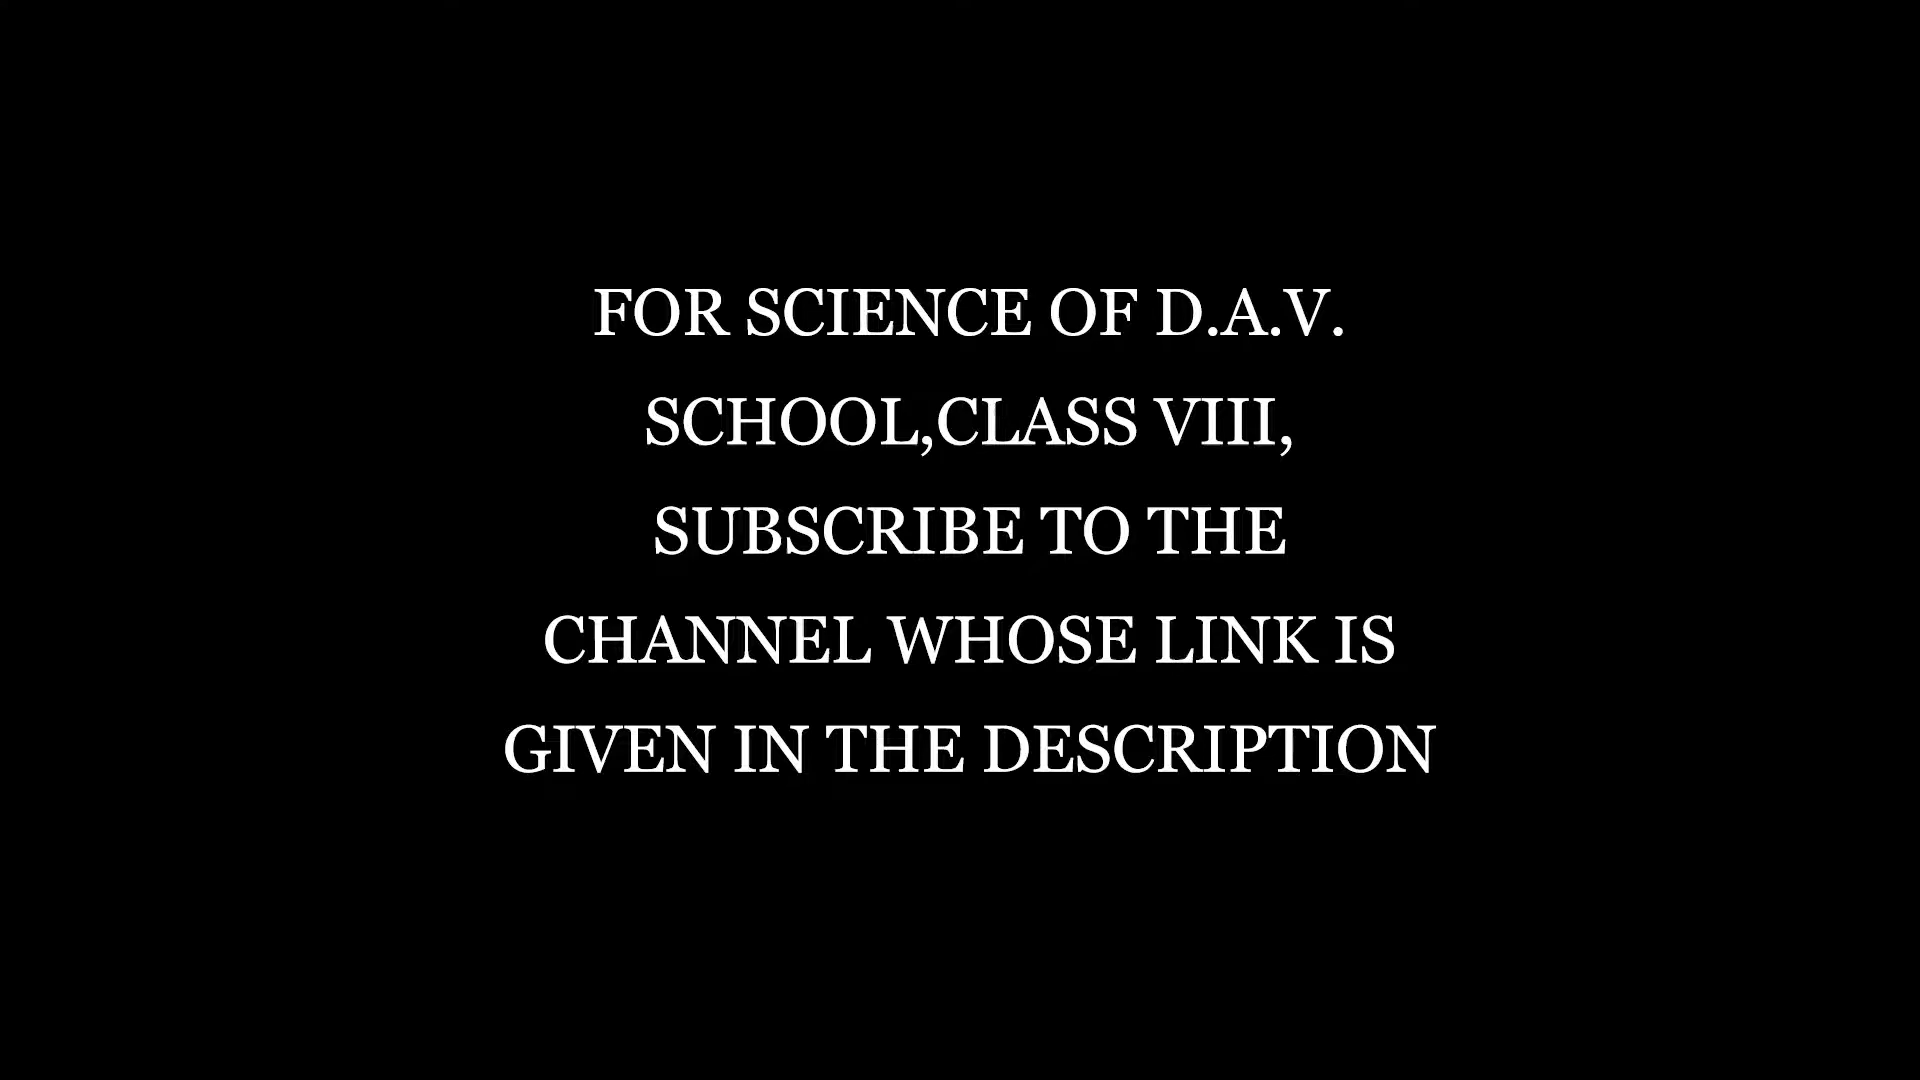 FOR SCIENCE OF D.A.V.
SCHOOL,CLASS VIII,
SUBSCRIBE TO THE
CHANNEL WHOSE LINK IS
GIVEN IN THE DESCRIPTION